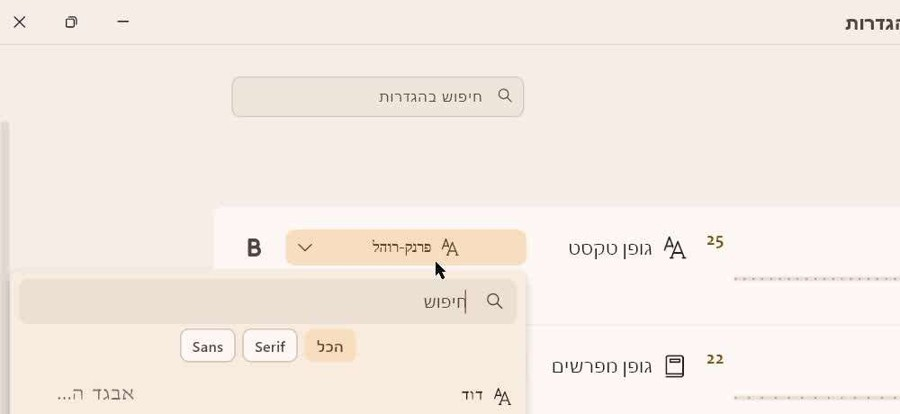 הגדרות
חיפוש בהגדרות
25
גופן טקסט
פרנק-רוהל
B
חיפוש
הכל
Serif
Sans
22
גופן מפרשים
דוד
אבגד ה...